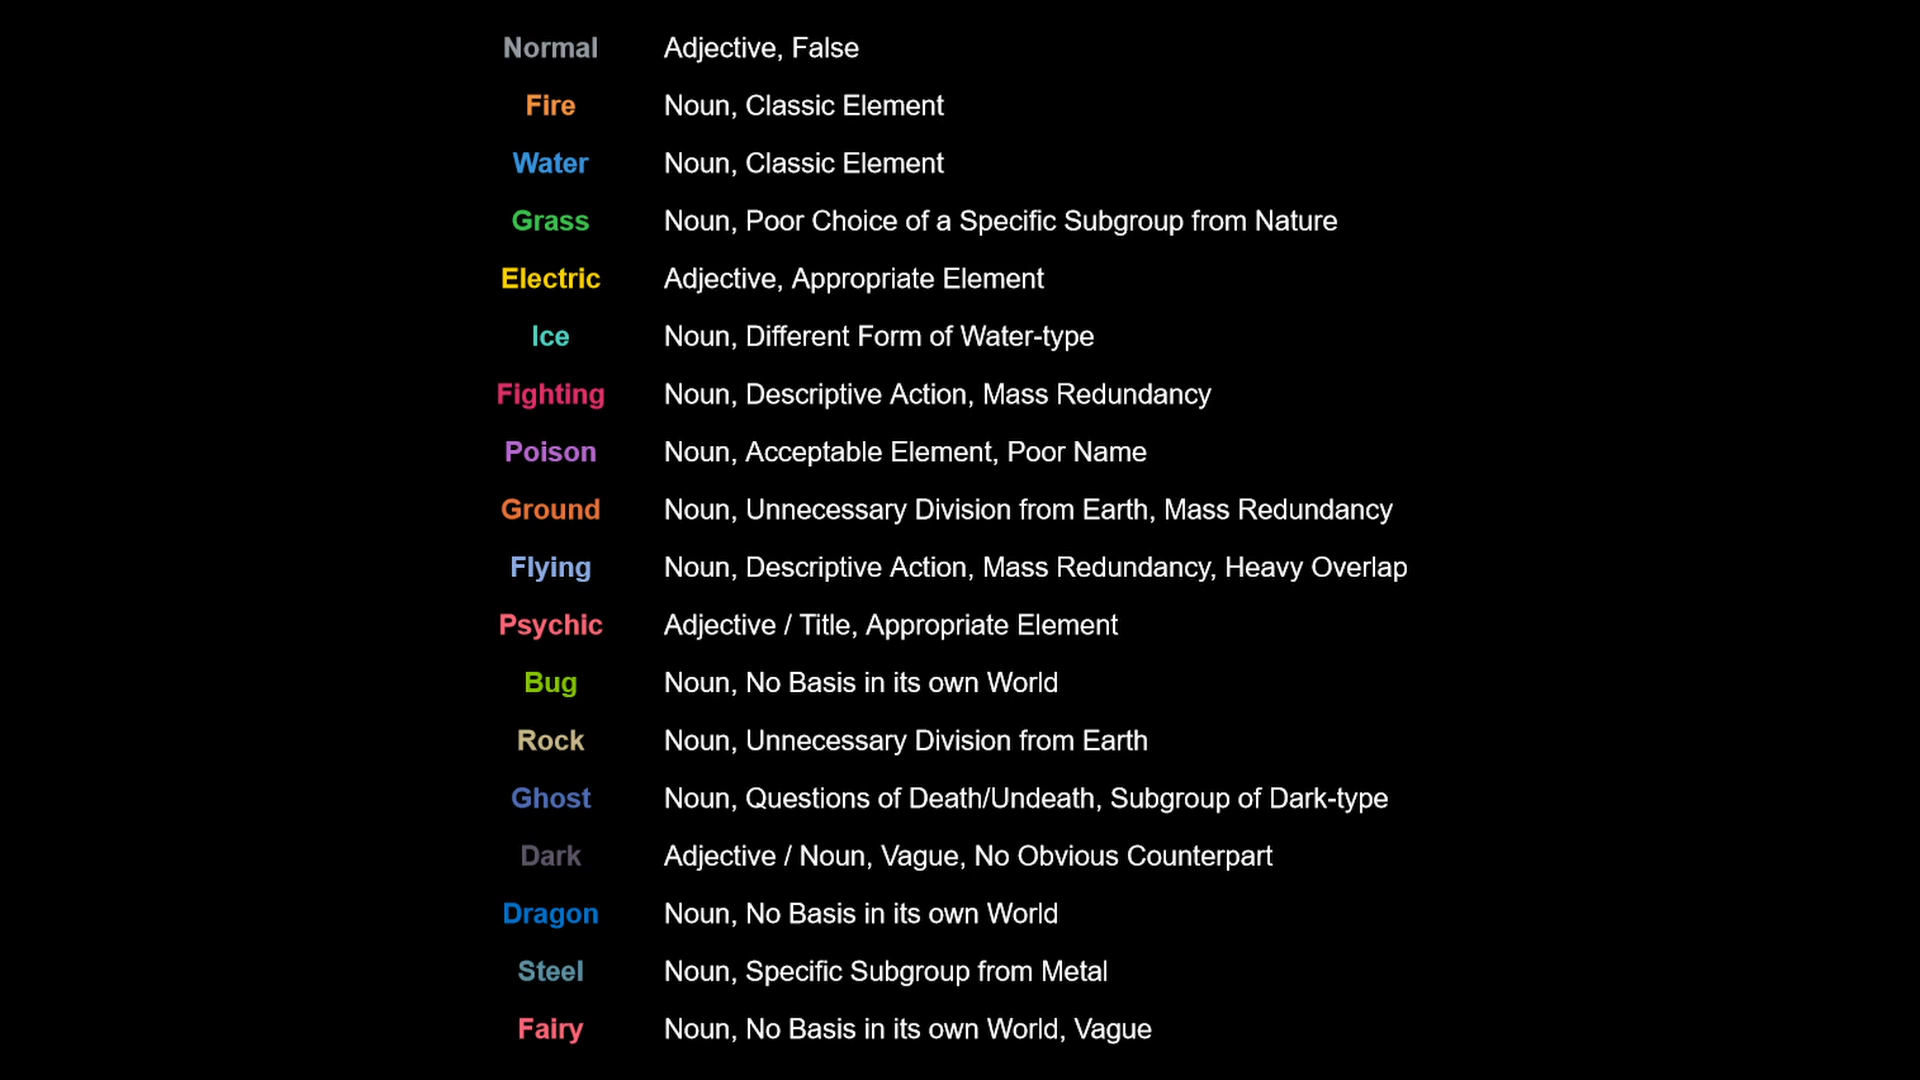 Normal Adjective, False
Fire Noun, Classic Element
Water Noun, Classic Element
Grass Noun, Poor Choice of a Specific Subgroup from Nature
Electric Adjective, Appropriate Element
Ice Noun, Different Form of Water-type
Fighting Noun, Descriptive Action, Mass Redundancy
Poison Noun, Acceptable Element, Poor Name
Ground Noun, Unnecessary Division from Earth, Mass Redundancy
Flying Noun, Descriptive Action, Mass Redundancy, Heavy Overlap
Psychic Adjective / Title, Appropriate Element
Bug Noun, No Basis in its own World
Rock Noun, Unnecessary Division from Earth
Ghost Noun, Questions of Death/Undeath, Subgroup of Dark-type
Dark Adjective / Noun, Vague, No Obvious Counterpart
Dragon Noun, No Basis in its own World
Steel Noun, Specific Subgroup from Metal
Fairy Noun, No Basis in its own World, Vague